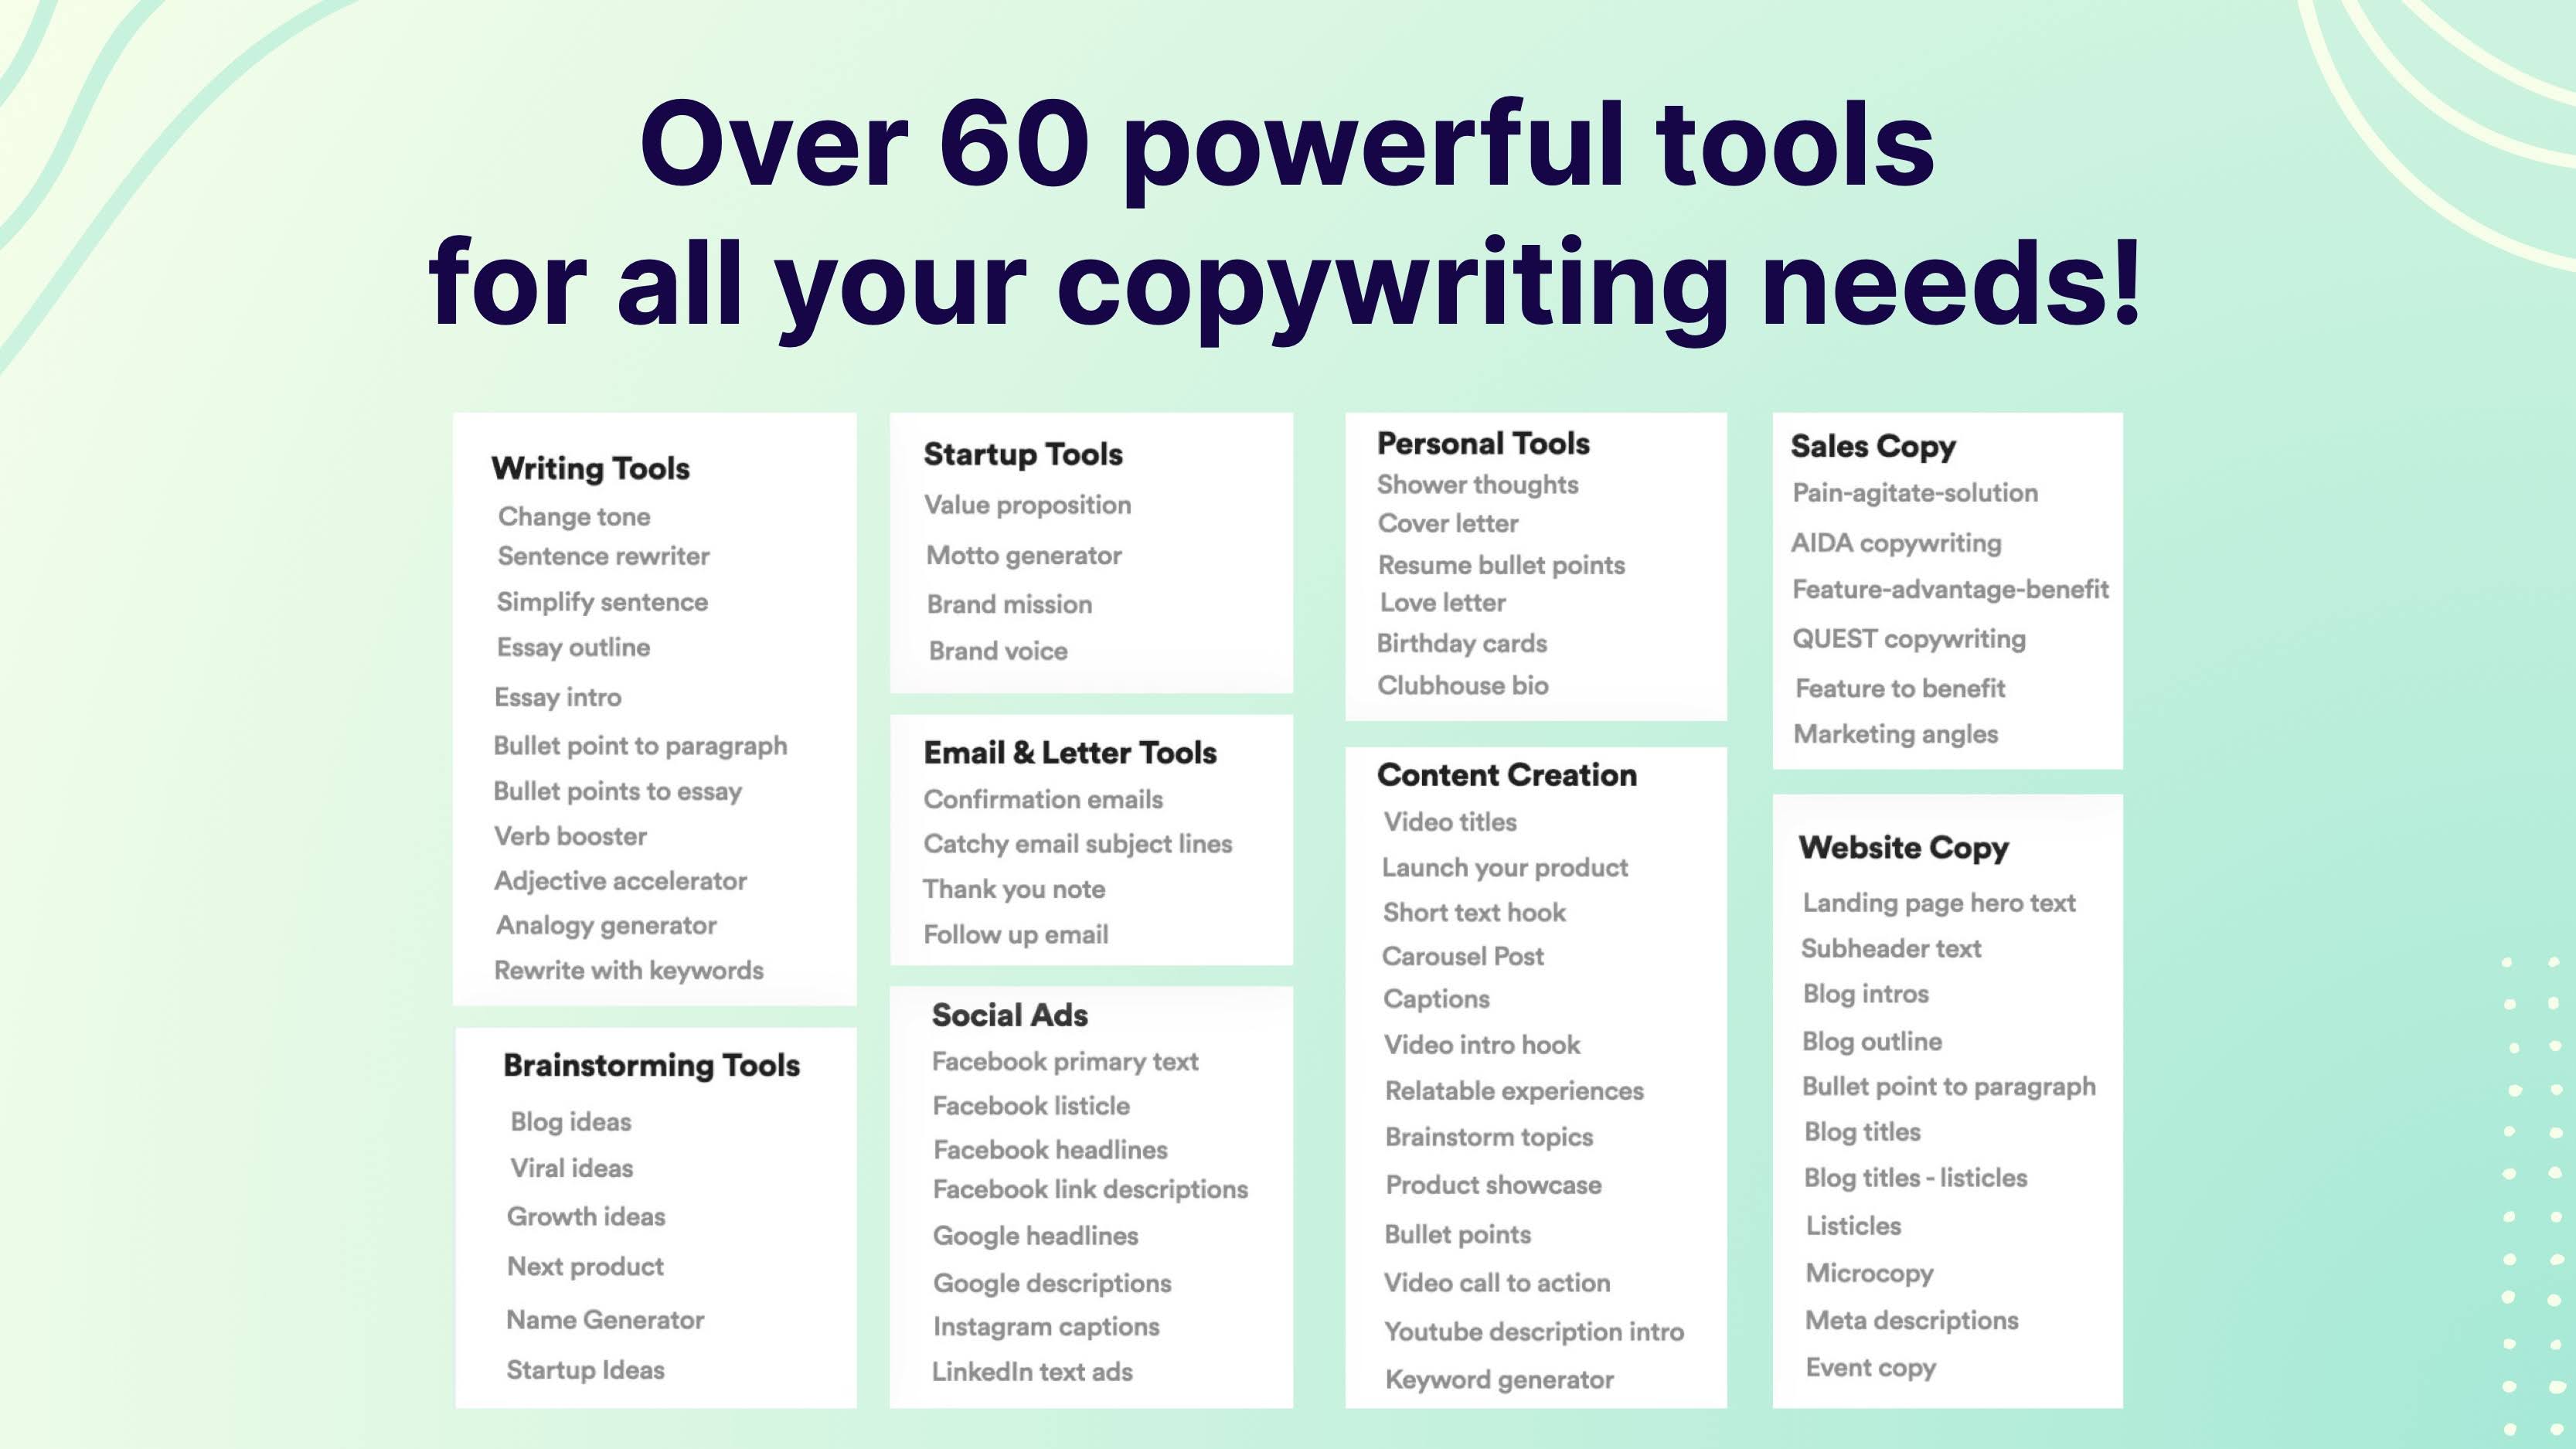 Over 60 powerful tools
for all your copywriting needs!
Writing Tools
Change tone
Sentence rewriter
Simplify sentence
Essay outline
Essay intro
Bullet point to paragraph
Bullet points to essay
Verb booster
Adjective accelerator
Analogy generator
Rewrite with keywords
Brainstorming Tools
Blog ideas
Viral ideas
Growth ideas
Next product
Name Generator
Startup Ideas
Startup Tools
Value proposition
Motto generator
Brand mission
Brand voice
Email & Letter Tools
Confirmation emails
Catchy email subject lines
Thank you note
Follow up email
Social Ads
Facebook primary text
Facebook listicle
Facebook headlines
Facebook link descriptions
Google headlines
Google descriptions
Instagram captions
LinkedIn text ads
Personal Tools
Shower thoughts
Cover letter
Resume bullet points
Love letter
Birthday cards
Clubhouse bio
Content Creation
Video titles
Launch your product
Short text hook
Carousel Post
Captions
Video intro hook
Relatable experiences
Brainstorm topics
Product showcase
Bullet points
Video call to action
Youtube description intro
Keyword generator
Sales Copy
Pain-agitate-solution
AIDA copywriting
Feature-advantage-benefit
QUEST copywriting
Feature to benefit
Marketing angles
Website Copy
Landing page hero text
Subheader text
Blog intros
Blog outline
Bullet point to paragraph
Blog titles
Blog titles - listicles
Listicles
Microcopy
Meta descriptions
Event copy